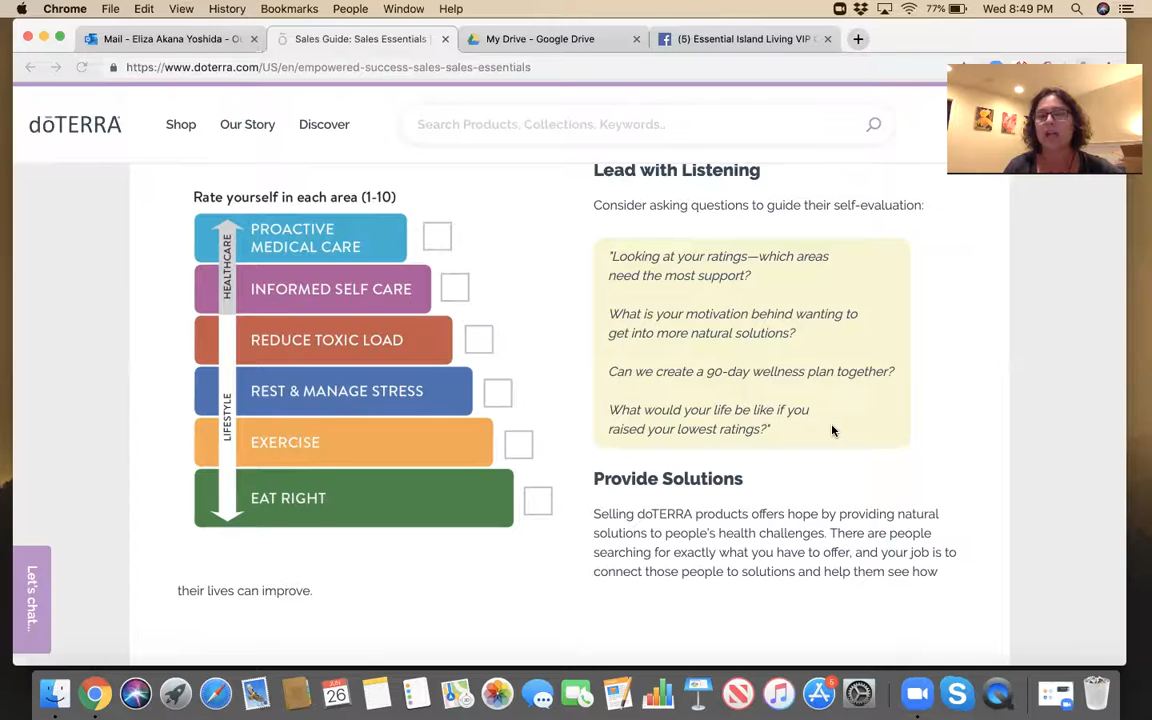 Chrome File Edit View History Bookmarks People Window Help 77% Wed 8:49 PM
Mail - Eliza Akana Yoshida - Ou
Sales Guide: Sales Essentials
My Drive - Google Drive
(5) Essential Island Living VIP
https://www.doterra.com/US/en/empowered-success-sales-sales-essentials
dōTERRA
Shop Our Story Discover
Search Products, Collections, Keywords..
Rate yourself in each area (1-10)
HEALTHCARE
PROACTIVE
MEDICAL CARE
INFORMED SELF CARE
REDUCE TOXIC LOAD
LIFESTYLE
REST & MANAGE STRESS
EXERCISE
EAT RIGHT
Lead with Listening
Consider asking questions to guide their self-evaluation:
"Looking at your ratings—which areas
need the most support?
What is your motivation behind wanting to
get into more natural solutions?
Can we create a 90-day wellness plan together?
What would your life be like if you
raised your lowest ratings?"
Provide Solutions
Selling doTERRA products offers hope by providing natural
solutions to people's health challenges. There are people
searching for exactly what you have to offer, and your job is to
connect those people to solutions and help them see how
their lives can improve.
Let's chat...
JUN
26
5